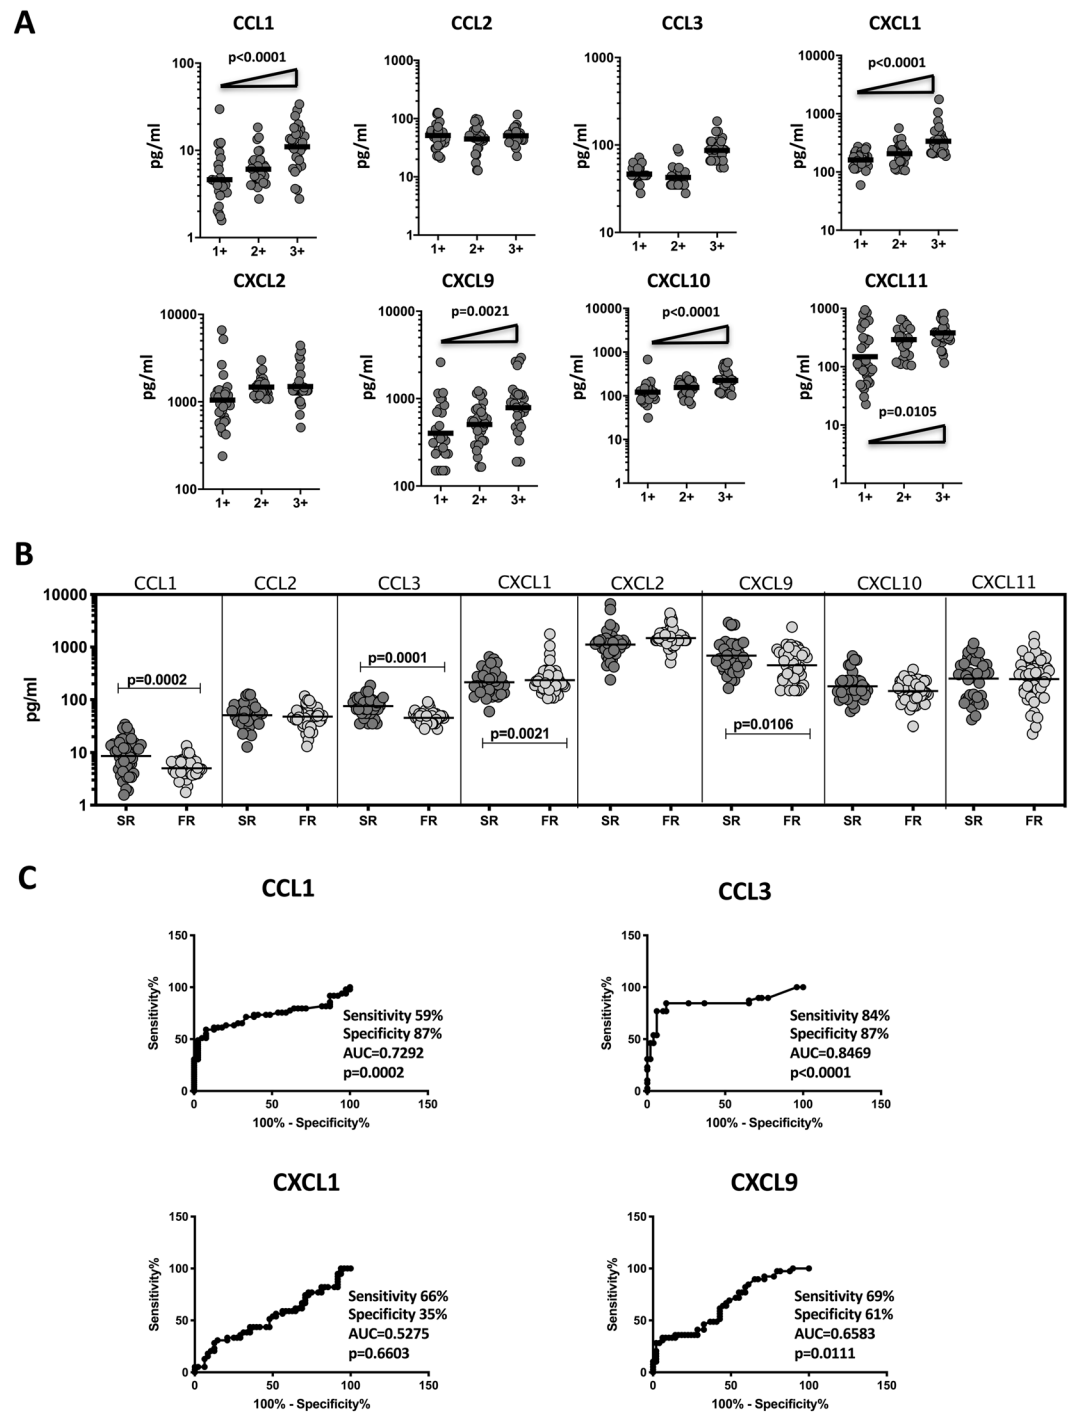 A
CCL1 CCL2 CCL3 CXCL1
p<0.0001 p<0.0001
100 1000 1000 10000
10 100 100 1000
10 100
1 1 10 10
pg/ml pg/ml pg/ml pg/ml
1+ 2+ 3+ 1+ 2+ 3+ 1+ 2+ 3+ 1+ 2+ 3+
CXCL2 CXCL9 CXCL10 CXCL11
p=0.0021 p<0.0001
10000 10000 10000 1000
1000 1000 1000 100
100 10
10
100 100 1 1
pg/ml pg/ml pg/ml pg/ml
p=0.0105
1+ 2+ 3+ 1+ 2+ 3+ 1+ 2+ 3+ 1+ 2+ 3+
B
CCL1 CCL2 CCL3 CXCL1 CXCL2 CXCL9 CXCL10 CXCL11
10000
1000
100
10
1
pg/ml
p=0.0002 p=0.0001 p=0.0021 p=0.0106
SR FR SR FR SR FR SR FR SR FR SR FR SR FR SR FR
C
CCL1
150
100
50
0
Sensitivity%
Sensitivity 59%
Specificity 87%
AUC=0.7292
p=0.0002
0 50 100 150
100% - Specificity%
CCL3
150
100
50
0
Sensitivity%
Sensitivity 84%
Specificity 87%
AUC=0.8469
p<0.0001
0 50 100 150
100% - Specificity%
CXCL1
150
100
50
0
Sensitivity%
Sensitivity 66%
Specificity 35%
AUC=0.5275
p=0.6603
0 50 100 150
100% - Specificity%
CXCL9
150
100
50
0
Sensitivity%
Sensitivity 69%
Specificity 61%
AUC=0.6583
p=0.0111
0 50 100 150
100% - Specificity%